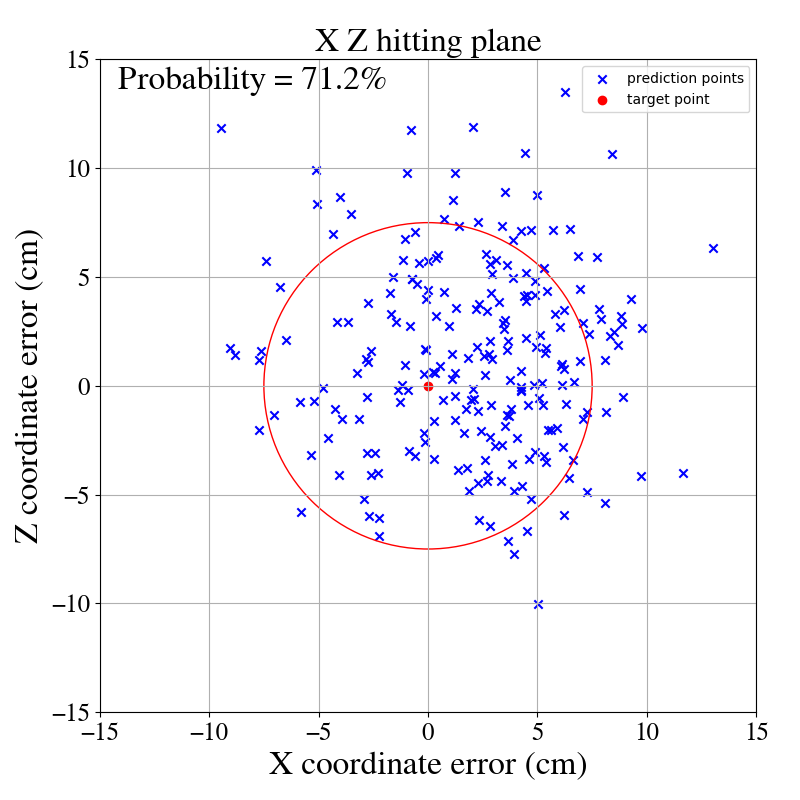 X Z hitting plane
Probability = 71.2%
prediction points
target point
15
10
5
0
−5
−10
−15
Z coordinate error (cm)
−15 −10 −5 0 5 10 15
X coordinate error (cm)